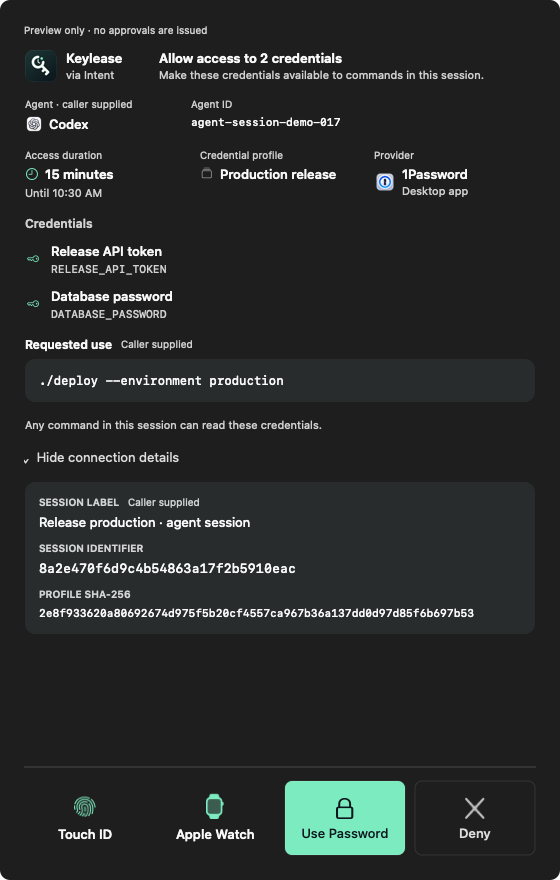 Preview only · no approvals are issued
Keylease
via Intent
Allow access to 2 credentials
Make these credentials available to commands in this session.
Agent · caller supplied
Codex
Agent ID
agent-session-demo-017
Access duration
15 minutes
Until 10:30 AM
Credential profile
Production release
Provider
1Password
Desktop app
Credentials
Release API token
RELEASE_API_TOKEN
Database password
DATABASE_PASSWORD
Requested use Caller supplied
./deploy --environment production
Any command in this session can read these credentials.
Hide connection details
SESSION LABEL Caller supplied
Release production · agent session
SESSION IDENTIFIER
8a2e470f6d9c4b54863a17f2b5910eac
PROFILE SHA-256
2e8f933620a80692674d975f5b20cf4557ca967b36a137dd0d97d85f6b697b53
Touch ID
Apple Watch
Use Password
Deny